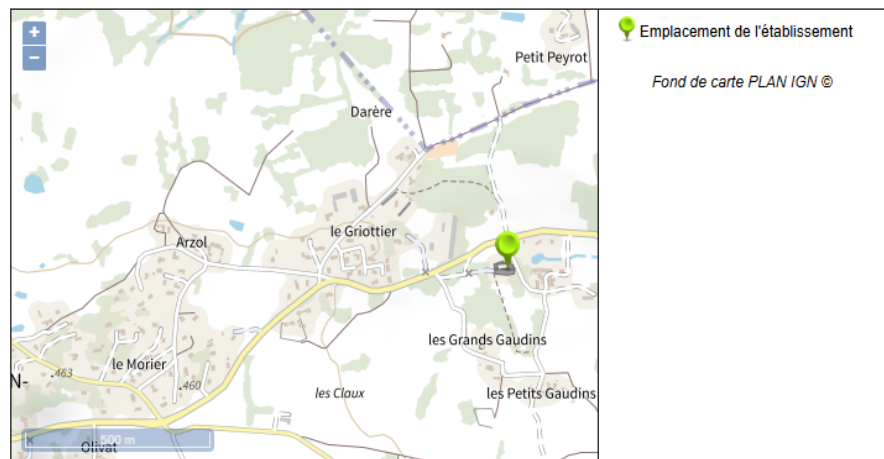 +
−
Petit Peyrot
Darère
le Griottier
Arzol
les Grands Gaudins
le Morier
.463
.460
N-
les Claux
les Petits Gaudins
500 m
Olivat
Emplacement de l'établissement
Fond de carte PLAN IGN ©